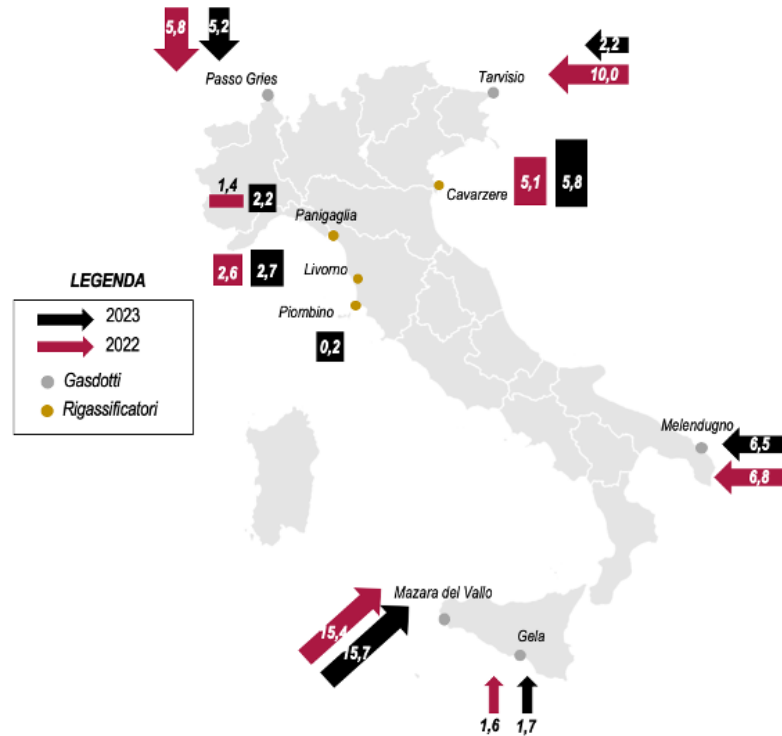 5,8
5,2
Passo Gries
2,2
10,0
Tarvisio
5,1
5,8
Cavarzere
1,4
2,2
Panigaglia
2,6
2,7
Livorno
Piombino
0,2
LEGENDA
2023
2022
Gasdotti
Rigassificatori
Melendugno
6,5
6,8
Mazara del Vallo
15,4
15,7
Gela
1,6
1,7